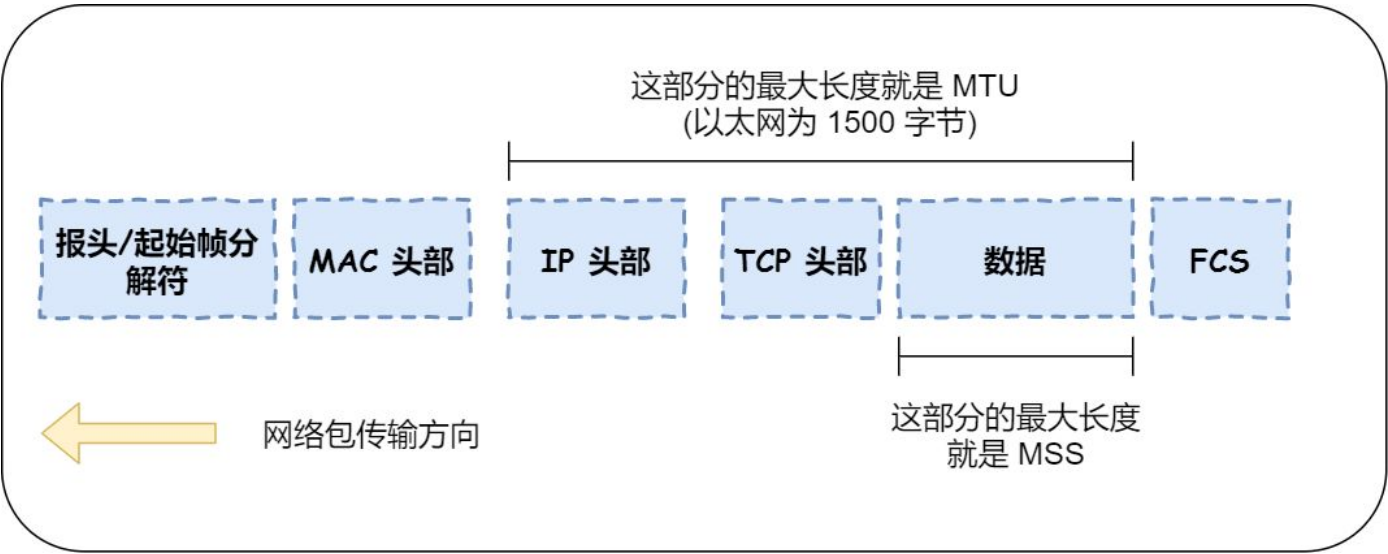 这部分的最大长度就是 MTU
(以太网为 1500 字节)
报头/起始帧分
解符
MAC 头部
IP 头部
TCP 头部
数据
FCS
网络包传输方向
这部分的最大长度
就是 MSS